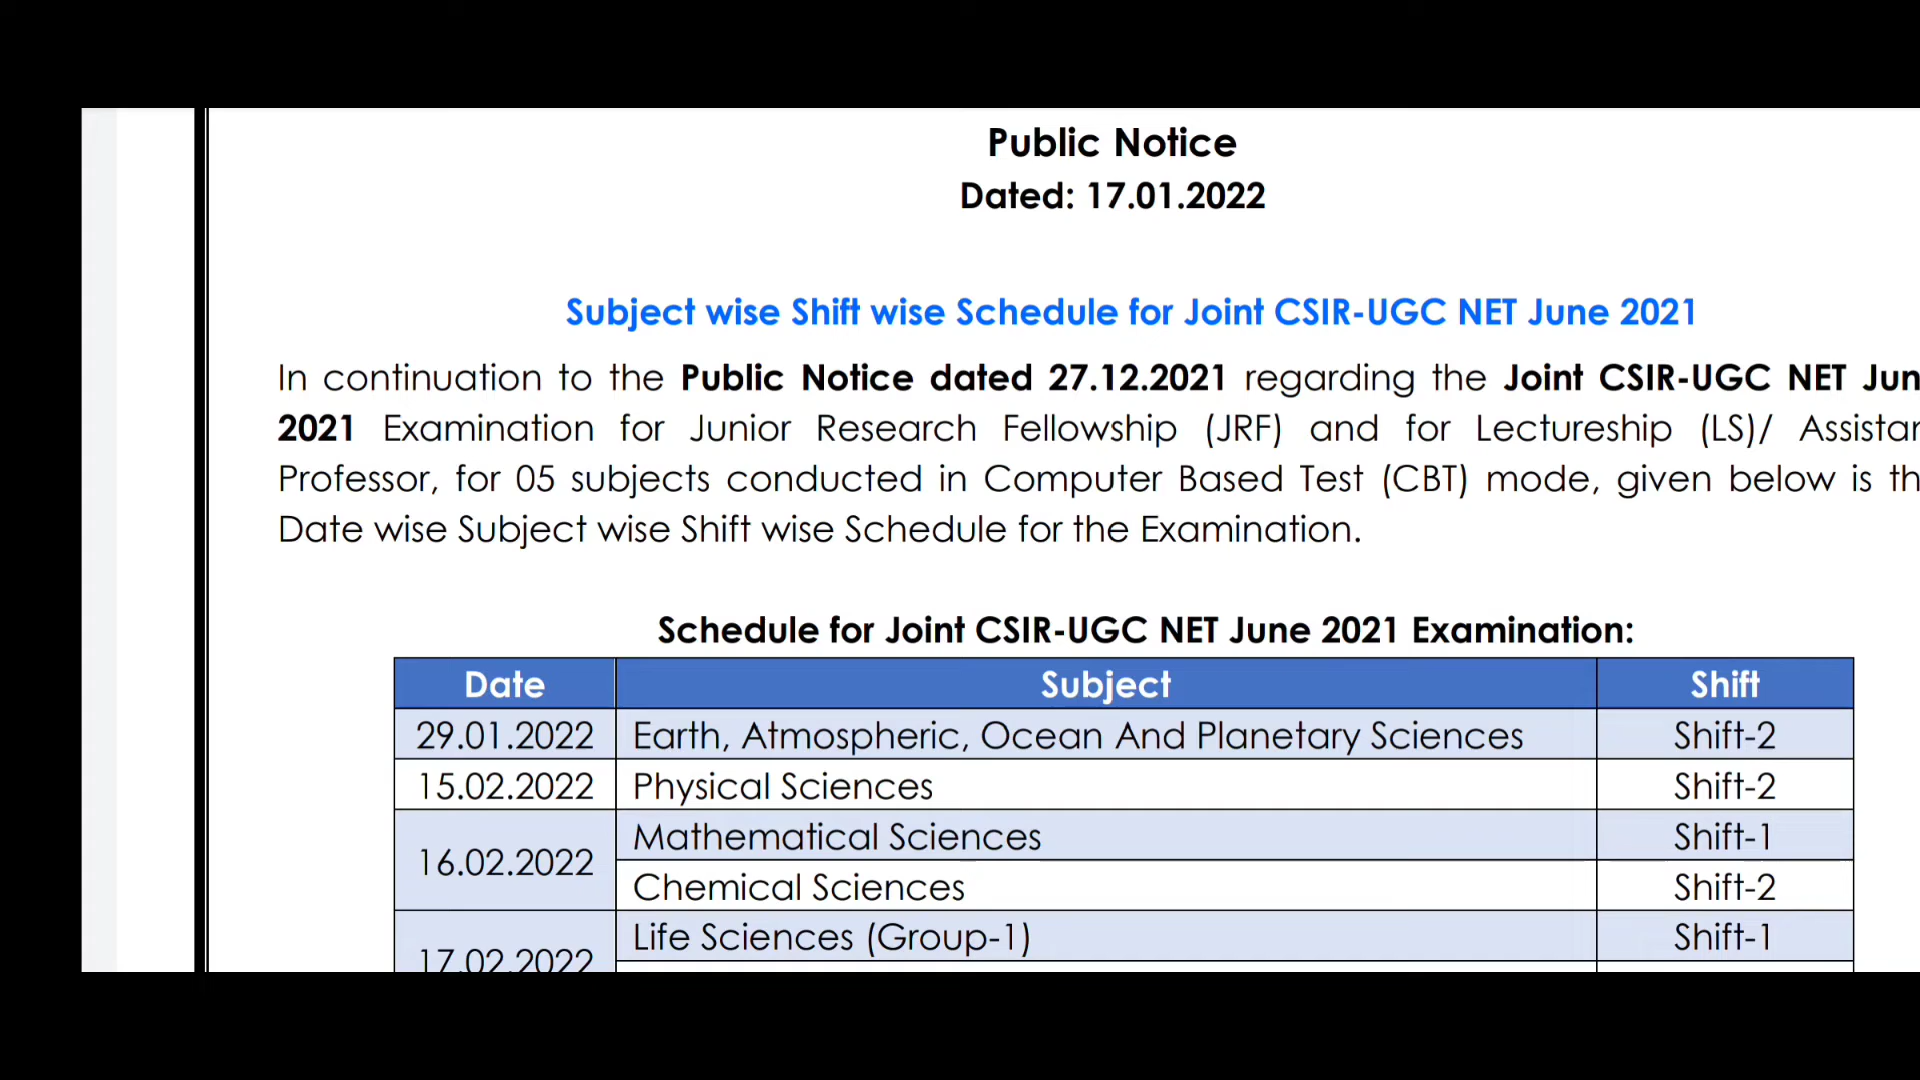 Public Notice
Dated: 17.01.2022
Subject wise Shift wise Schedule for Joint CSIR-UGC NET June 2021
In continuation to the Public Notice dated 27.12.2021 regarding the Joint CSIR-UGC NET Jun
2021 Examination for Junior Research Fellowship (JRF) and for Lectureship (LS)/ Assistan
Professor, for 05 subjects conducted in Computer Based Test (CBT) mode, given below is th
Date wise Subject wise Shift wise Schedule for the Examination.
Schedule for Joint CSIR-UGC NET June 2021 Examination:
Date Subject Shift
29.01.2022 Earth, Atmospheric, Ocean And Planetary Sciences Shift-2
15.02.2022 Physical Sciences Shift-2
16.02.2022 Mathematical Sciences Shift-1
Chemical Sciences Shift-2
17.02.2022 Life Sciences (Group-1) Shift-1